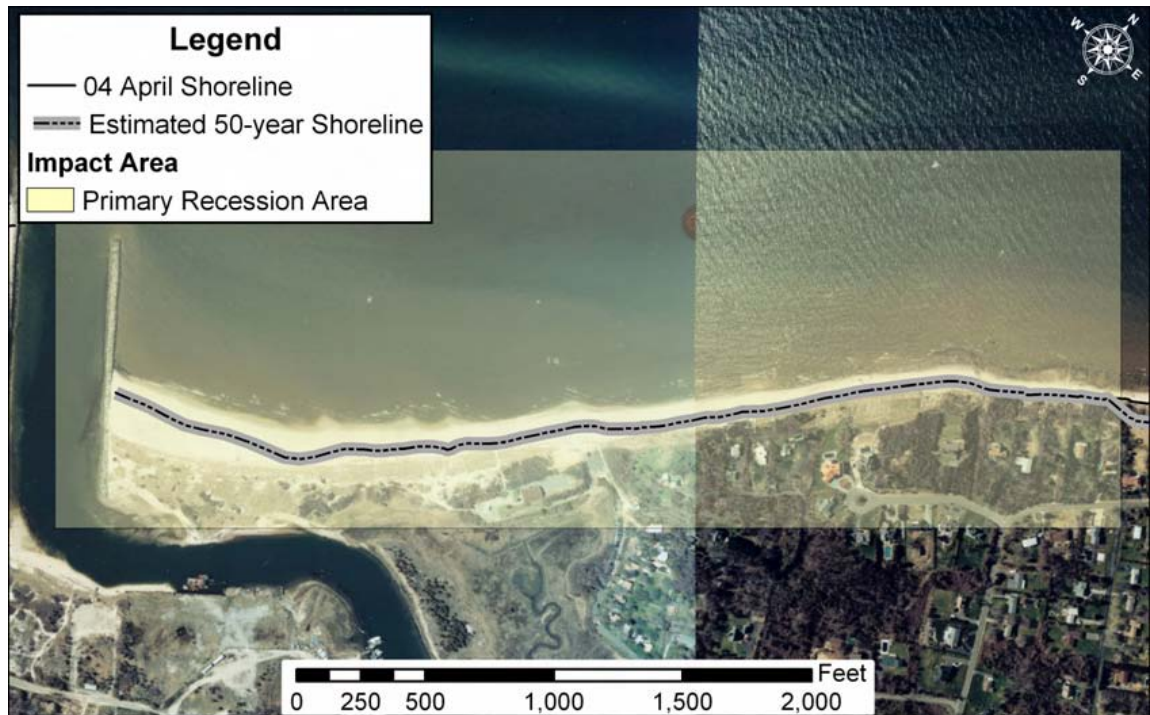 Legend
04 April Shoreline
Estimated 50-year Shoreline
Impact Area
Primary Recession Area
N
W
E
S
Feet
0 250 500 1,000 1,500 2,000